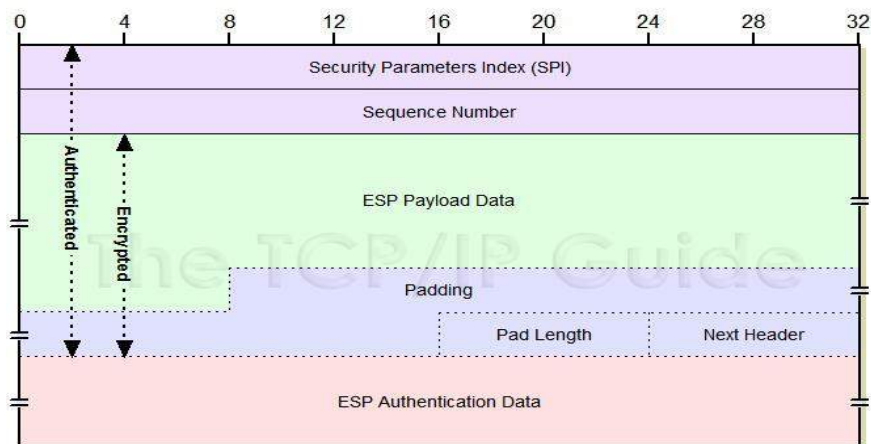 0 4 8 12 16 20 24 28 32
Security Parameters Index (SPI)
Sequence Number
Authenticated
Encrypted
ESP Payload Data
The TCP/IP Guide
Padding
Pad Length Next Header
ESP Authentication Data